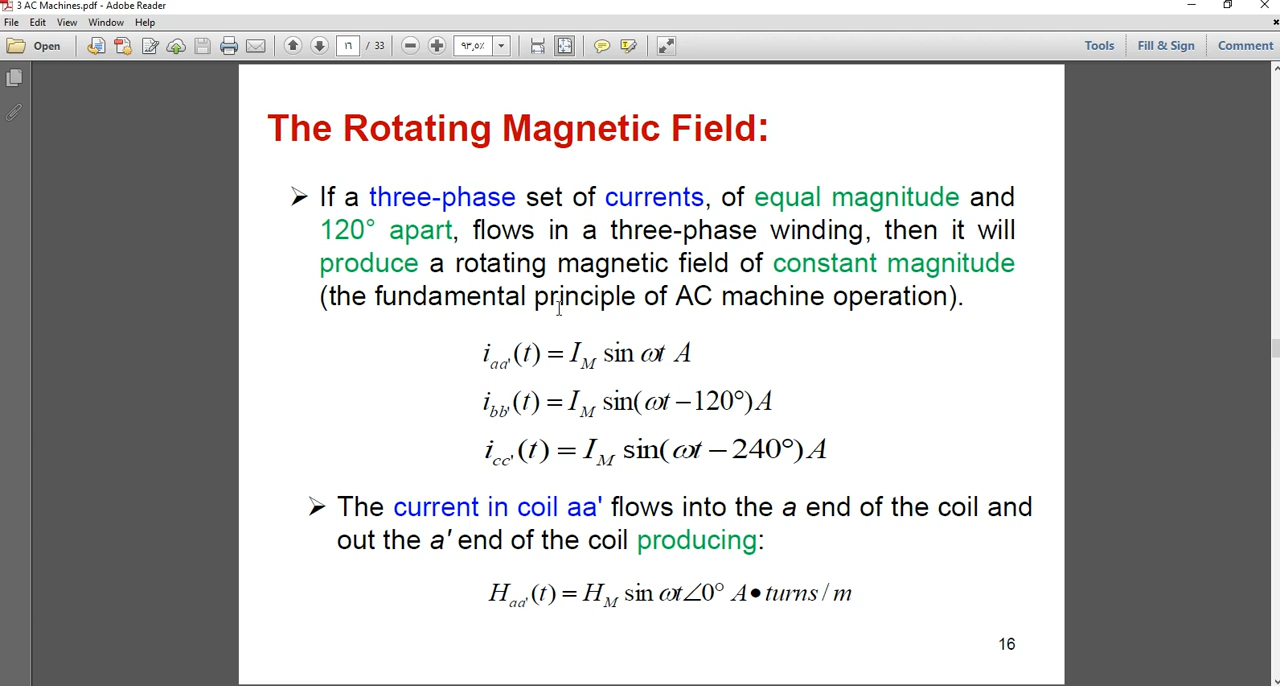 3 AC Machines.pdf - Adobe Reader
File Edit View Window Help
Open ١٦ / 33 ٩٣٫٥٪ Tools Fill & Sign Comment
The Rotating Magnetic Field:
➢ If a three-phase set of currents, of equal magnitude and
120° apart, flows in a three-phase winding, then it will
produce a rotating magnetic field of constant magnitude
(the fundamental principle of AC machine operation).
i_aa'(t) = I_M sin ωt A
i_bb'(t) = I_M sin(ωt − 120°) A
i_cc'(t) = I_M sin(ωt − 240°) A
➢ The current in coil aa' flows into the a end of the coil and
out the a' end of the coil producing:
H_aa'(t) = H_M sin ωt∠0° A•turns / m
16